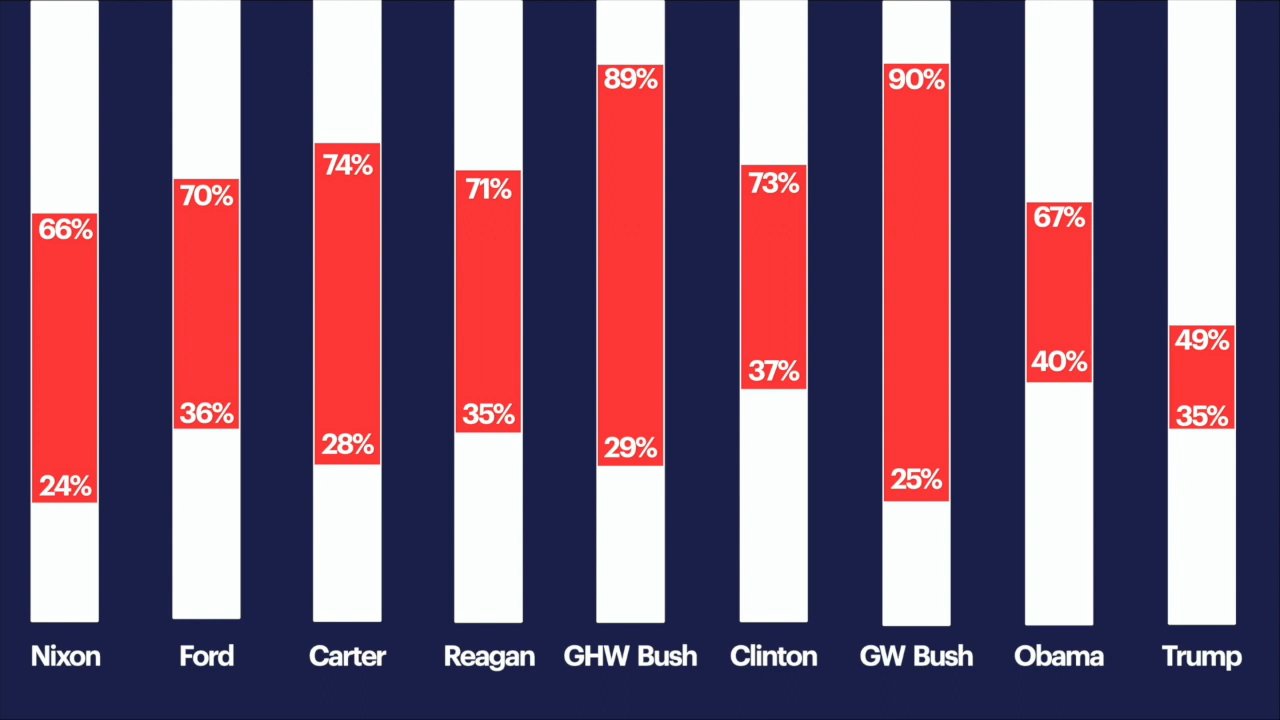 66%
24%
Nixon
70%
36%
Ford
74%
28%
Carter
71%
35%
Reagan
89%
29%
GHW Bush
73%
37%
Clinton
90%
25%
GW Bush
67%
40%
Obama
49%
35%
Trump